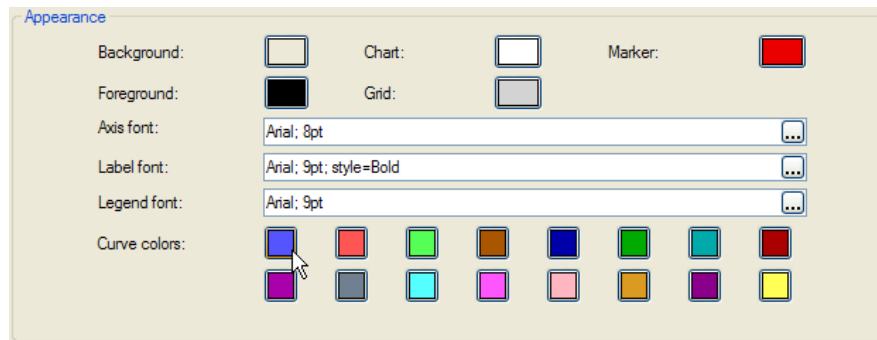 Appearance
Background: Chart: Marker:
Foreground: Grid:
Axis font: Arial; 8pt ...
Label font: Arial; 9pt; style=Bold ...
Legend font: Arial; 9pt ...
Curve colors: